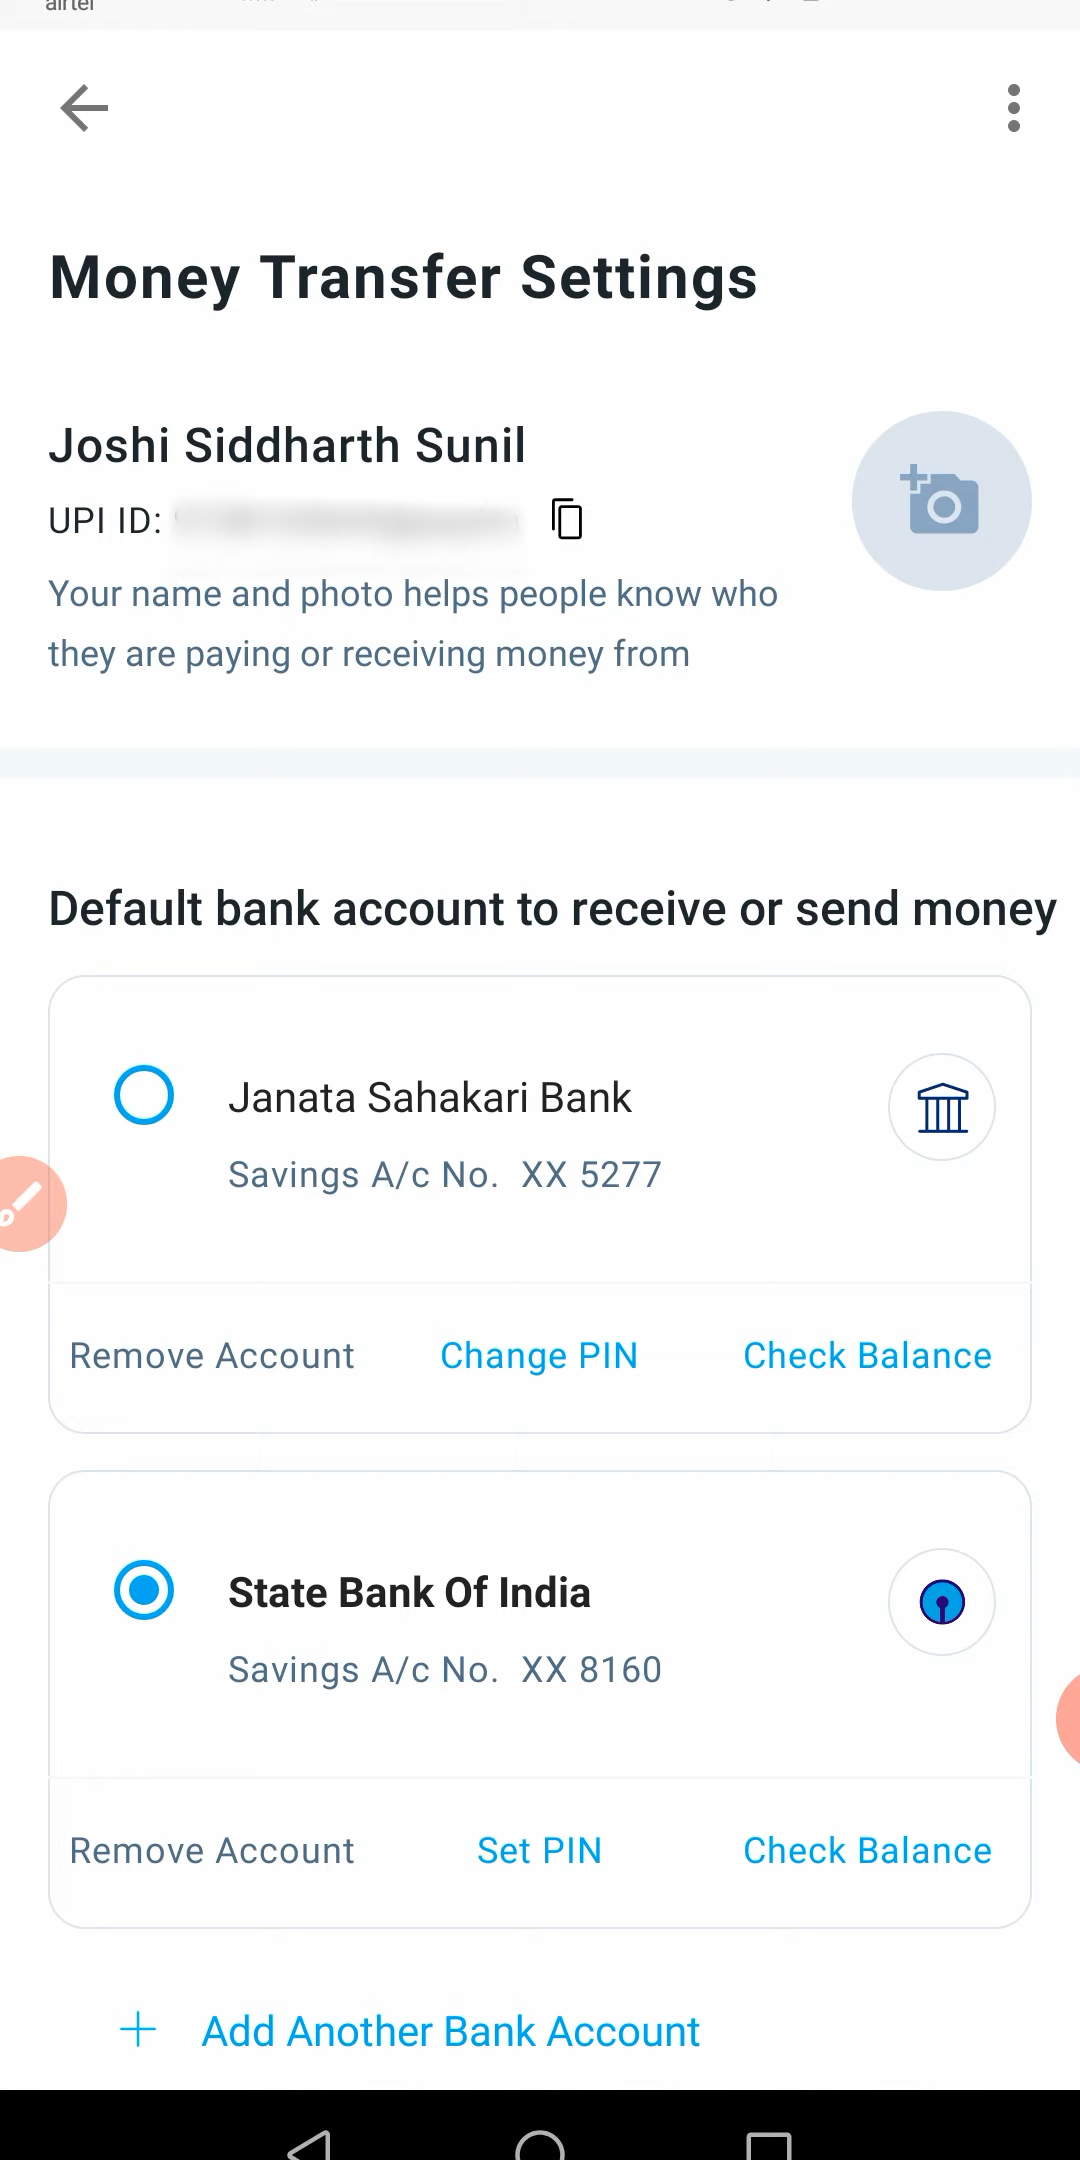 airtel
Money Transfer Settings
Joshi Siddharth Sunil
UPI ID:
Your name and photo helps people know who
they are paying or receiving money from
Default bank account to receive or send money
Janata Sahakari Bank
Savings A/c No. XX 5277
Remove Account Change PIN Check Balance
State Bank Of India
Savings A/c No. XX 8160
Remove Account Set PIN Check Balance
Add Another Bank Account